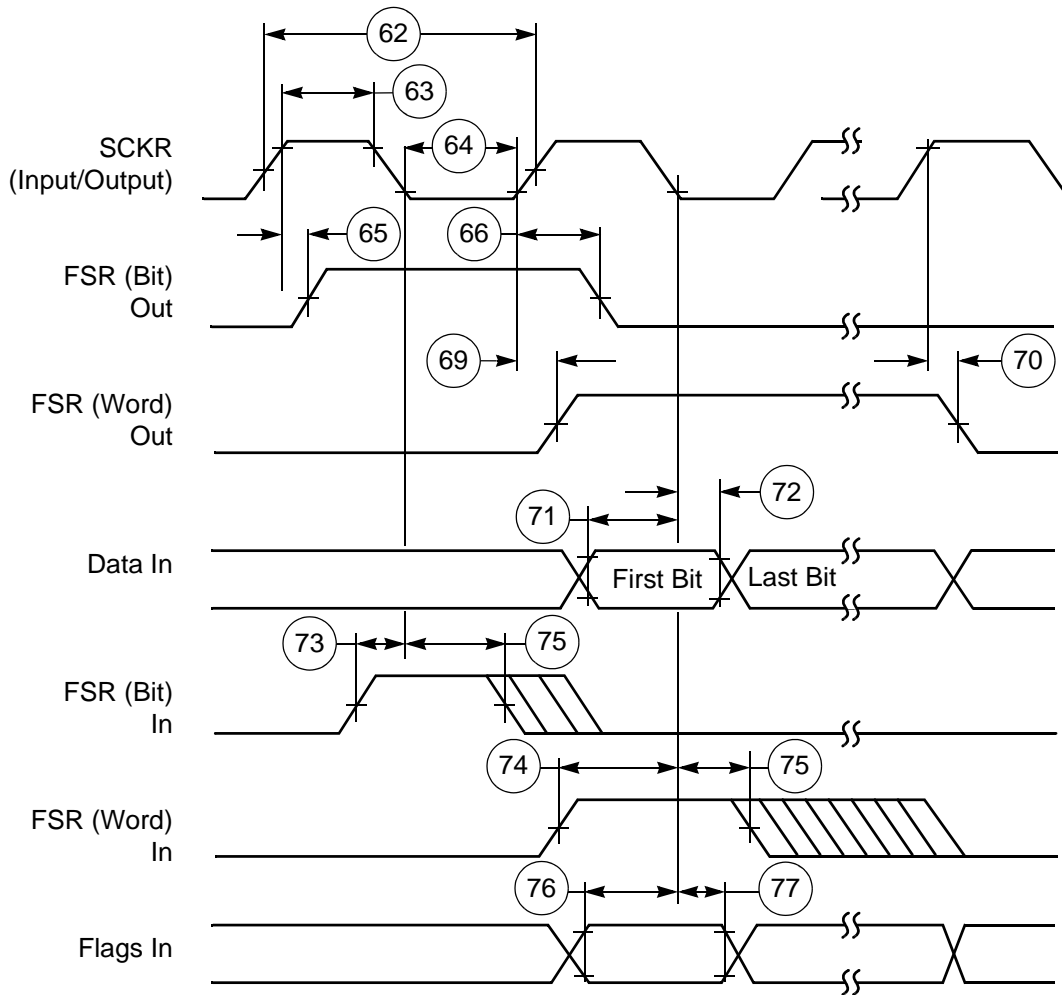 62
63
SCKR
(Input/Output)
64
65
66
FSR (Bit)
Out
69
70
FSR (Word)
Out
71
72
Data In
First Bit
Last Bit
73
75
FSR (Bit)
In
74
75
FSR (Word)
In
76
77
Flags In